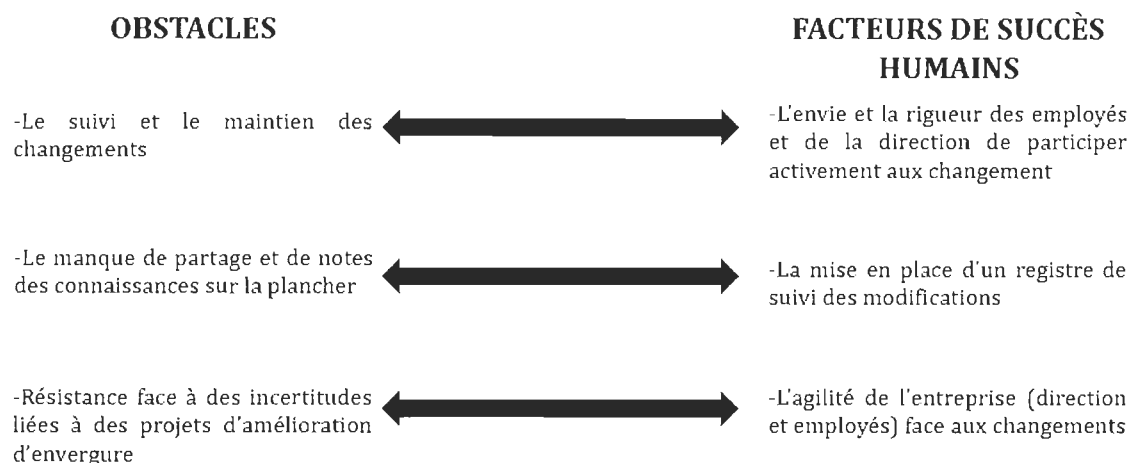 OBSTACLES
FACTEURS DE SUCCÈS
HUMAINS
-Le suivi et le maintien des
changements
-L'envie et la rigueur des employés
et de la direction de participer
activement aux changement
-Le manque de partage et de notes
des connaissances sur la plancher
-La mise en place d'un registre de
suivi des modifications
-Résistance face à des incertitudes
liées à des projets d'amélioration
d'envergure
-L'agilité de l'entreprise (direction
et employés) face aux changements